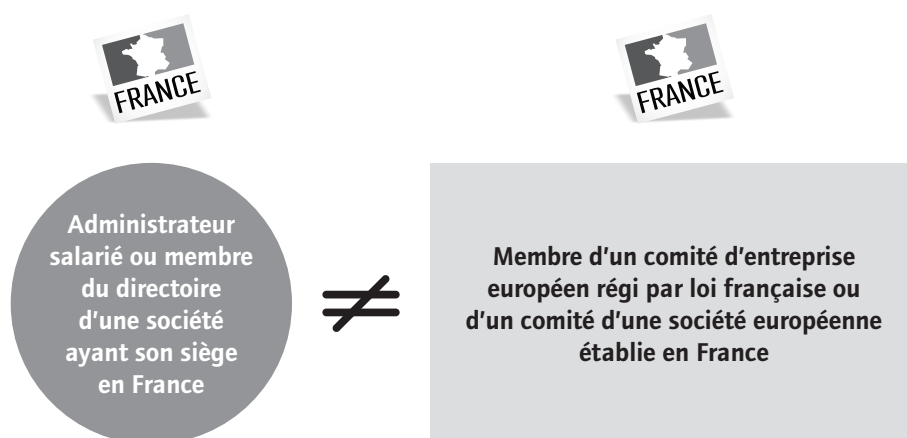 FRANCE
FRANCE
Administrateur
salarié ou membre
du directoire
d'une société
ayant son siège
en France
≠
Membre d'un comité d'entreprise
européen régi par loi française ou
d'un comité d'une société européenne
établie en France